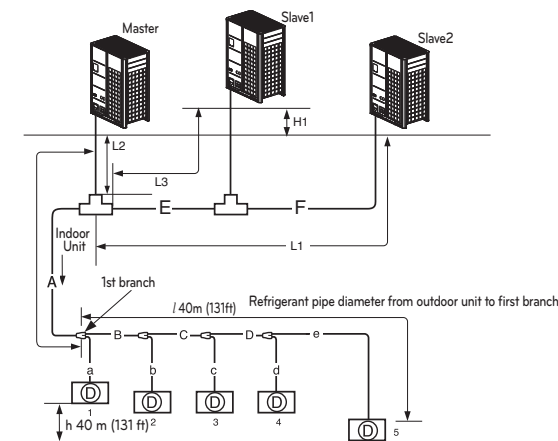 Master
Slave1
Slave2
H1
L2
L3
E
F
Indoor
Unit
L1
A
1st branch
l 40m (131ft)
Refrigerant pipe diameter from outdoor unit to first branch
B
C
D
e
a
b
c
d
D
1
D
2
D
3
D
4
D
5
h 40 m (131 ft)